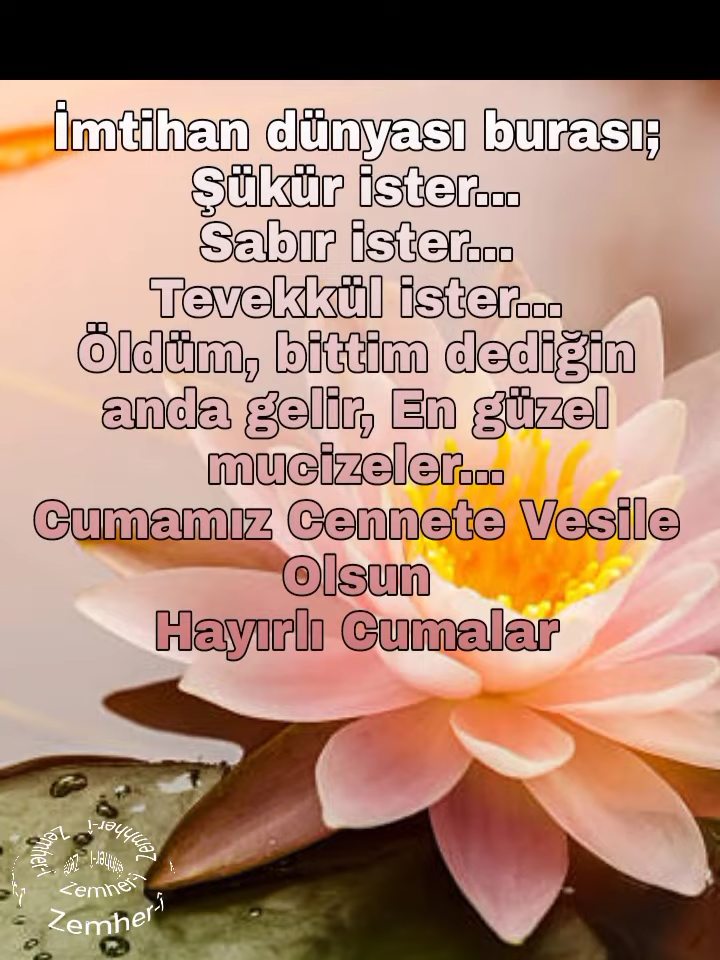 İmtihan dünyası burası;
Şükür ister...
Sabır ister...
Tevekkül ister...
Öldüm, bittim dediğin
anda gelir, En güzel
mucizeler...
Cumamız Cennete Vesile
Olsun
Hayırlı Cumalar
Zemher-î
Zemher-î